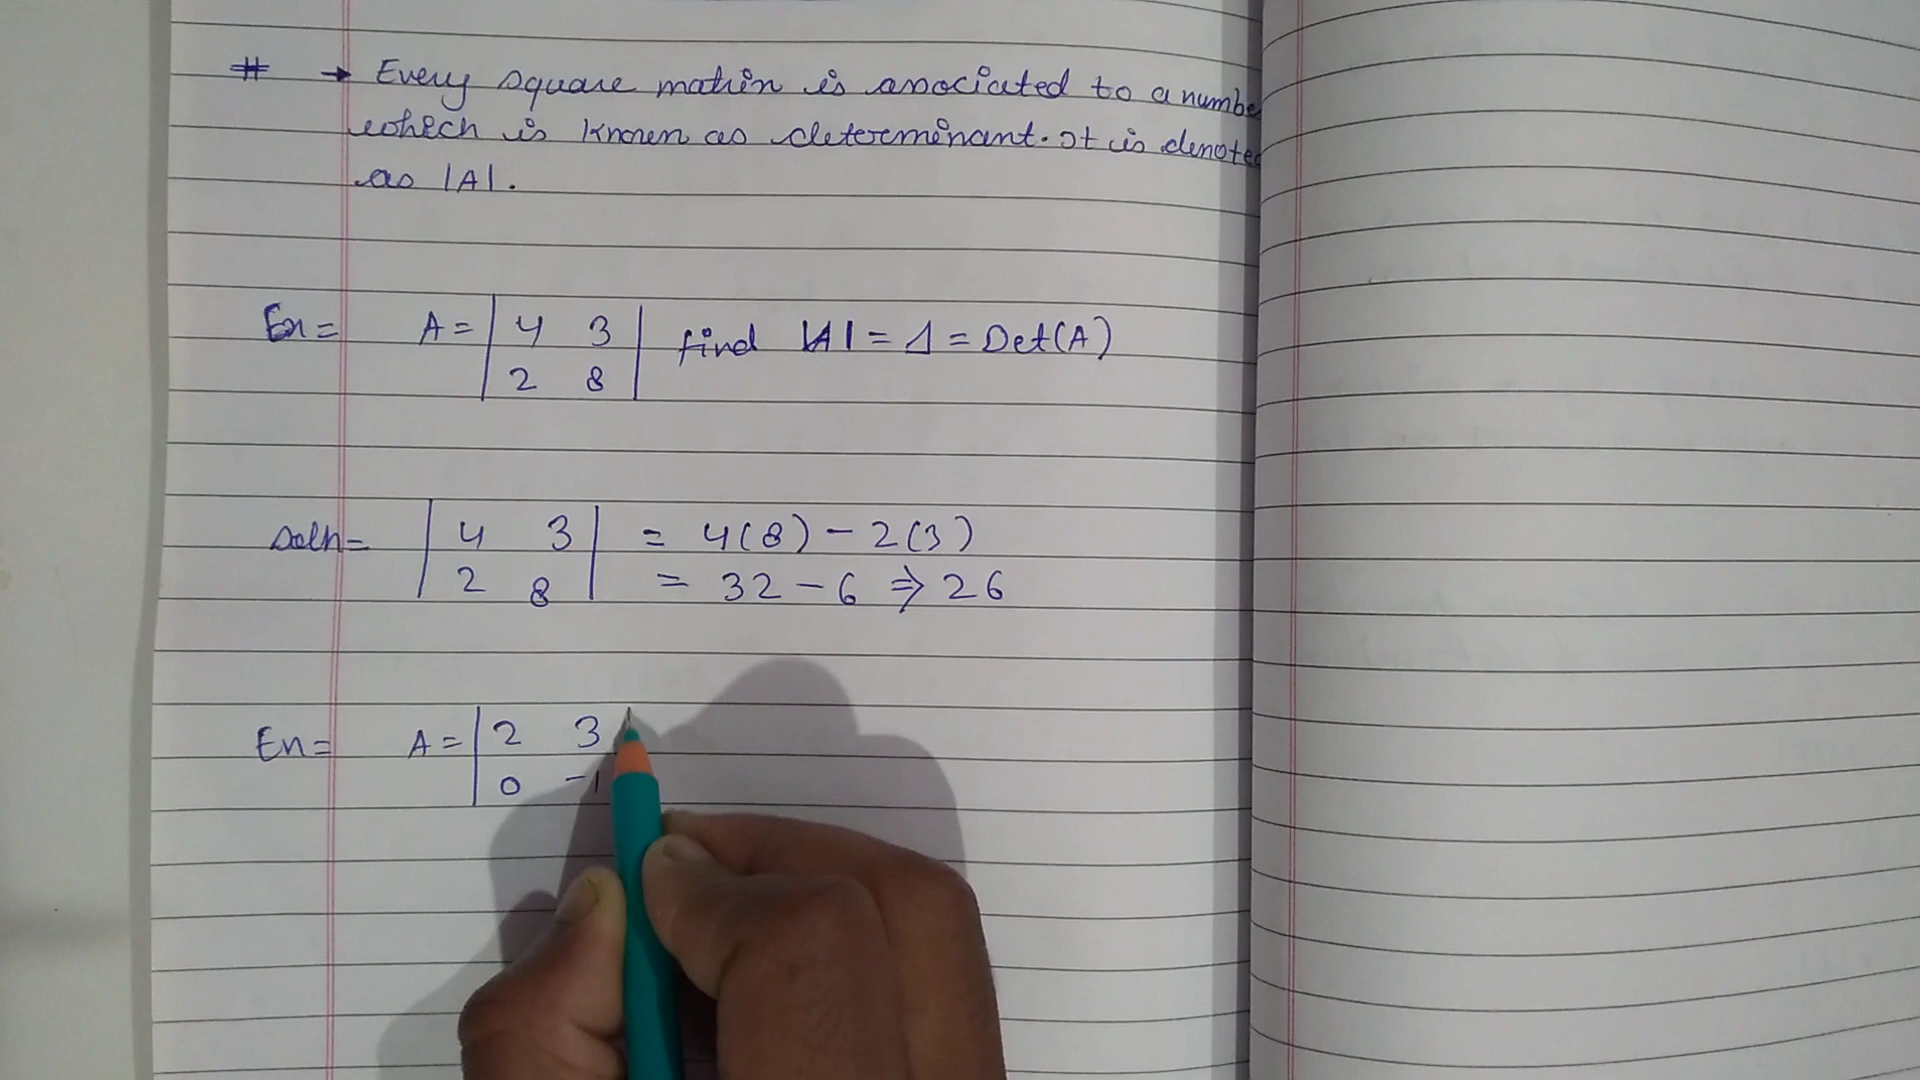 # → Every square matrix is associated to a numbe
which is known as determinant. It is denoted
as |A|.
Ex = A = | 4 3 | find |A| = Δ = Det(A)
| 2 8 |
Soln = | 4 3 | = 4(8) - 2(3)
| 2 8 | = 32 - 6 ⇒ 26
Ex = A = | 2 3
| 0 -1